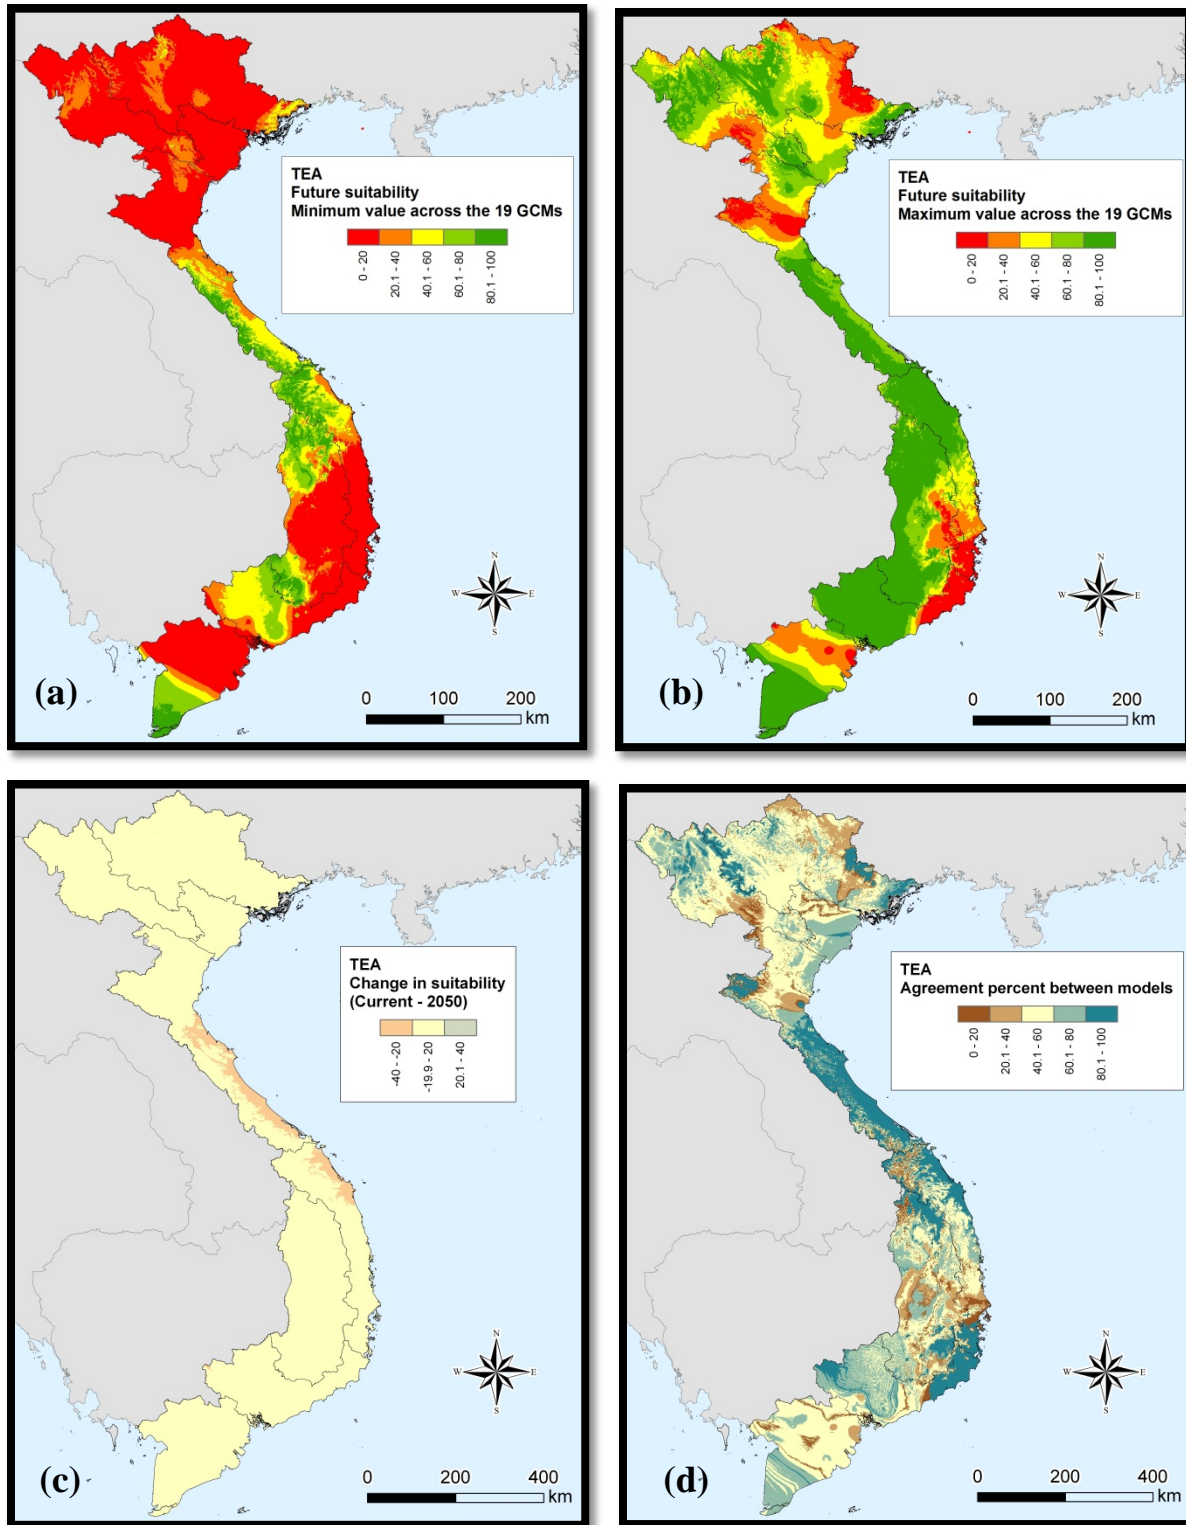 TEA
Future suitability
Minimum value across the 19 GCMs
0 - 20
20.1 - 40
40.1 - 60
60.1 - 80
80.1 - 100
N
W E
S
(a)
0 100 200
km
TEA
Future suitability
Maximum value across the 19 GCMs
0 - 20
20.1 - 40
40.1 - 60
60.1 - 80
80.1 - 100
N
W E
S
(b)
0 100 200
km
TEA
Change in suitability
(Current - 2050)
-40 - -20
-19.9 - 20
20.1 - 40
N
W E
S
(c)
0 200 400
km
TEA
Agreement percent between models
0 - 20
20.1 - 40
40.1 - 60
60.1 - 80
80.1 - 100
N
W E
S
(d)
0 200 400
km